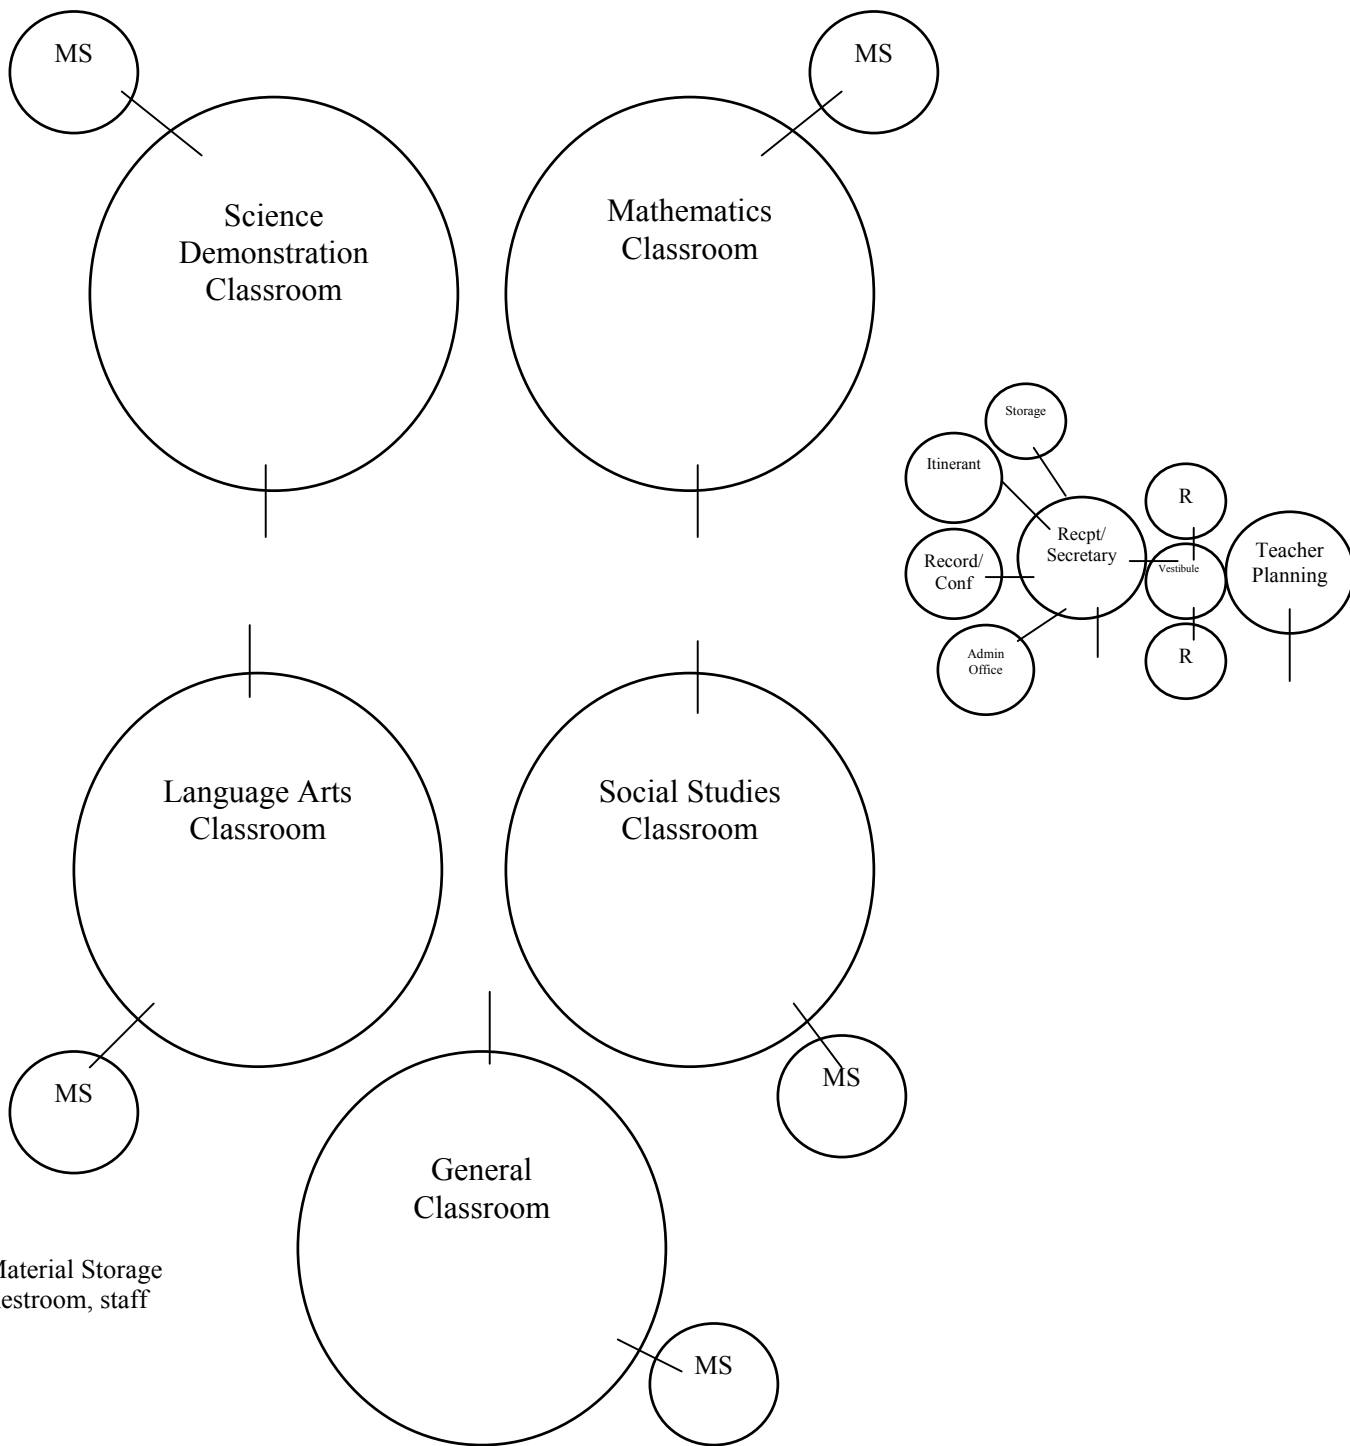 MS
MS
Science
Demonstration
Classroom
Mathematics
Classroom
Storage
Itinerant
R
Recpt/
Secretary
Record/
Conf
Vestibule
Teacher
Planning
Admin
Office
R
Language Arts
Classroom
Social Studies
Classroom
MS
MS
General
Classroom
Material Storage
estroom, staff
MS